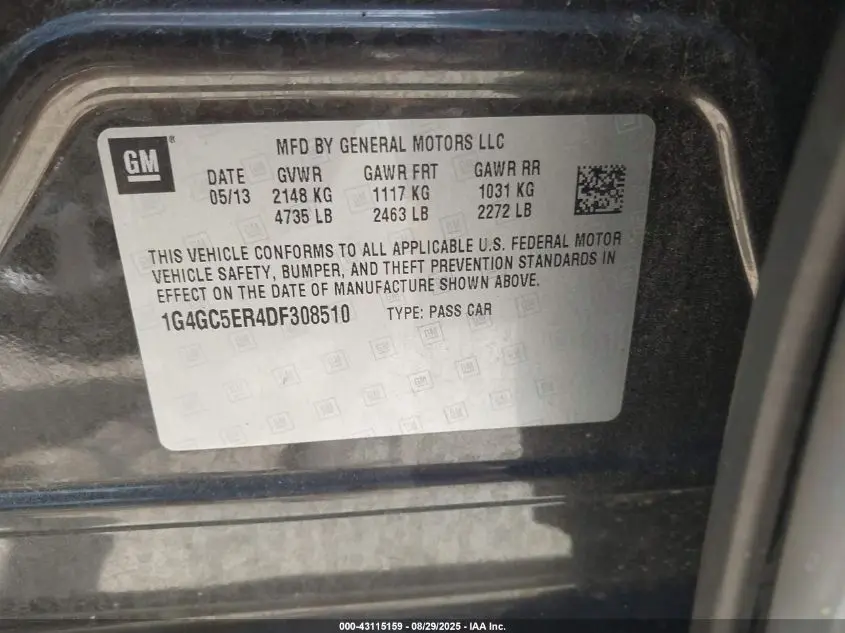 GM
MFD BY GENERAL MOTORS LLC
DATE GVWR GAWR FRT GAWR RR
05/13 2148 KG 1117 KG 1031 KG
4735 LB 2463 LB 2272 LB
THIS VEHICLE CONFORMS TO ALL APPLICABLE U.S. FEDERAL MOTOR
VEHICLE SAFETY, BUMPER, AND THEFT PREVENTION STANDARDS IN
EFFECT ON THE DATE OF MANUFACTURE SHOWN ABOVE.
1G4GC5ER4DF308510 TYPE: PASS CAR
000-43115159 - 08/29/2025 - IAA Inc.